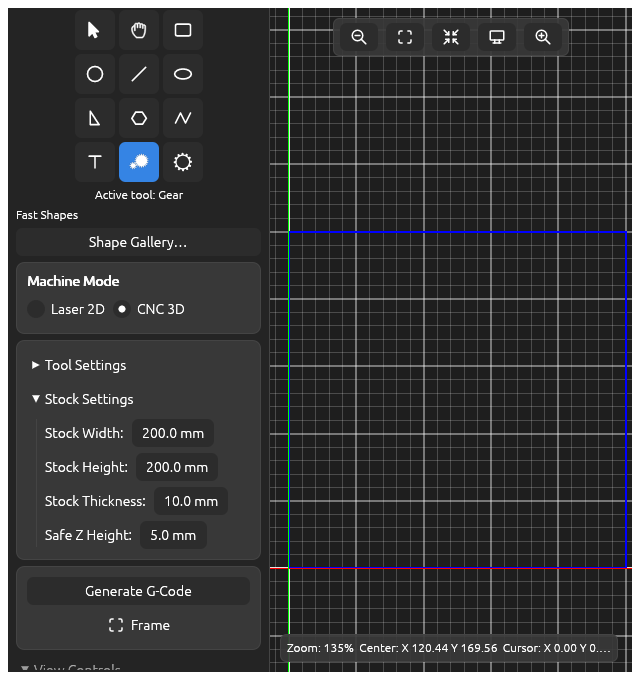 T
Active tool: Gear
Fast Shapes
Shape Gallery...
Machine Mode
Laser 2D CNC 3D
Tool Settings
Stock Settings
Stock Width: 200.0 mm
Stock Height: 200.0 mm
Stock Thickness: 10.0 mm
Safe Z Height: 5.0 mm
Generate G-Code
Frame
View Controls
Zoom: 135% Center: X 120.44 Y 169.56 Cursor: X 0.00 Y 0....